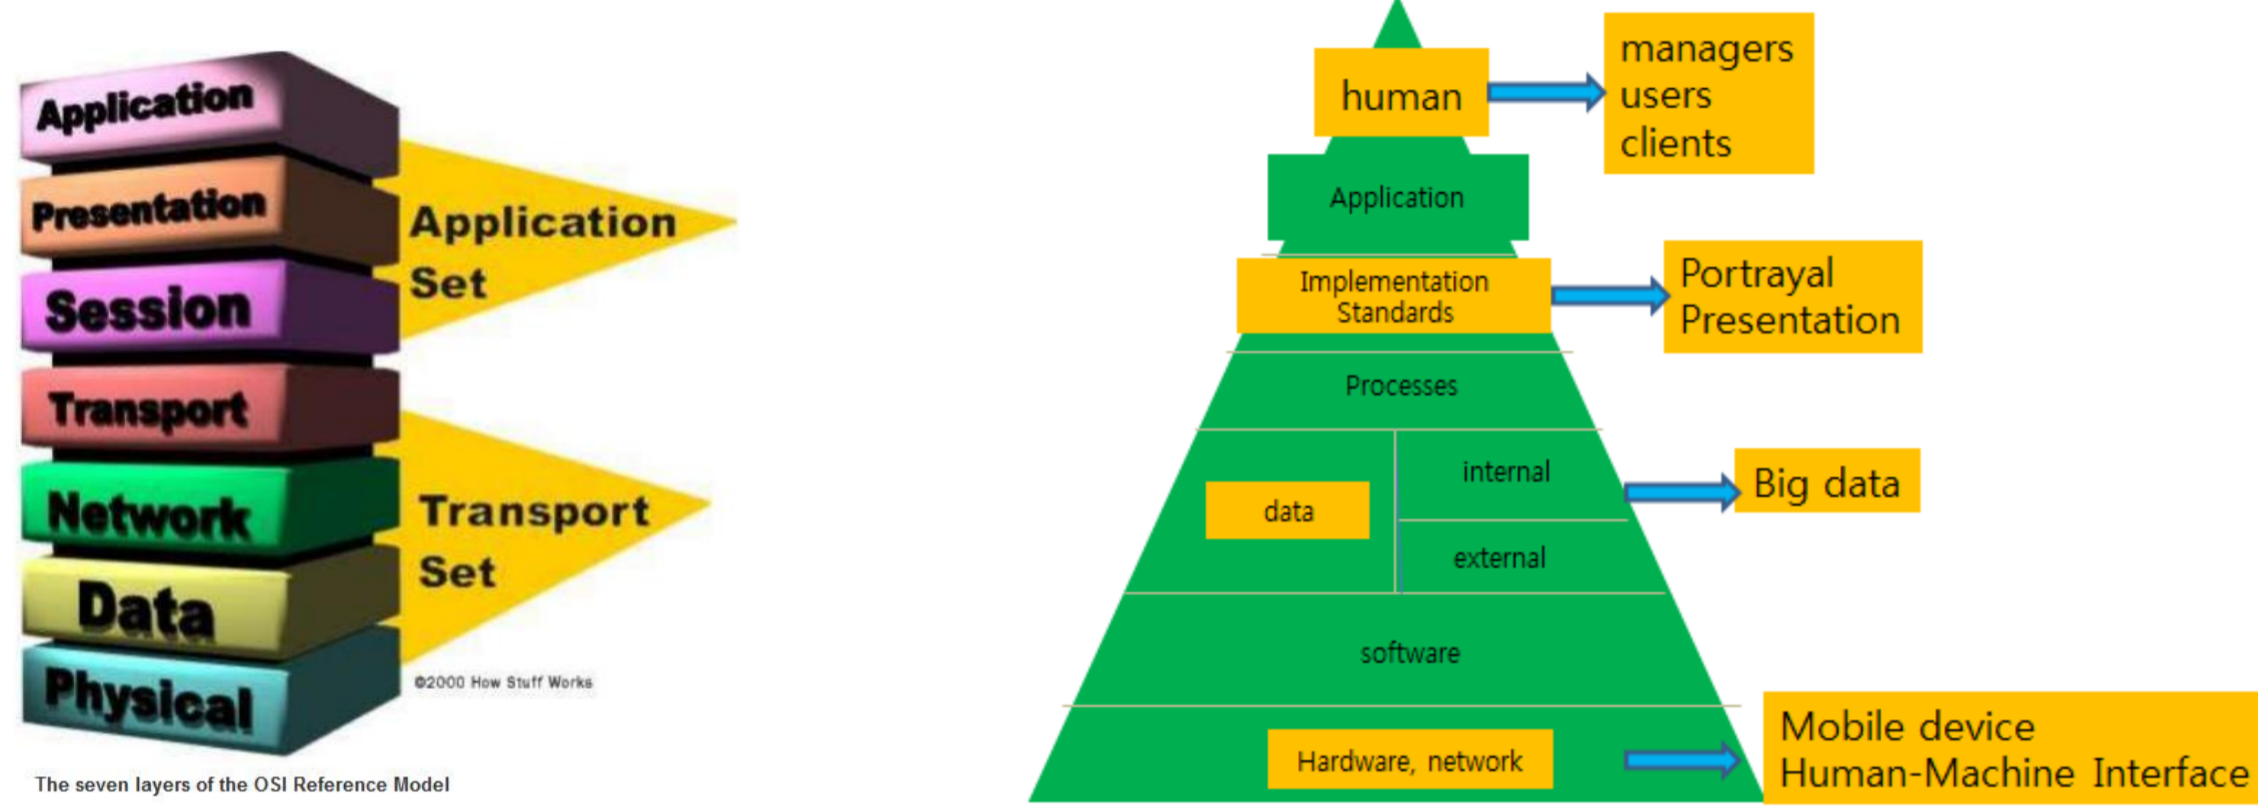 Application
Presentation
Session
Transport
Network
Data
Physical
Application
Set
Transport
Set
©2000 How Stuff Works
The seven layers of the OSI Reference Model
human
managers
users
clients
Application
Implementation
Standards
Portrayal
Presentation
Processes
data
internal
external
Big data
software
Hardware, network
Mobile device
Human-Machine Interface